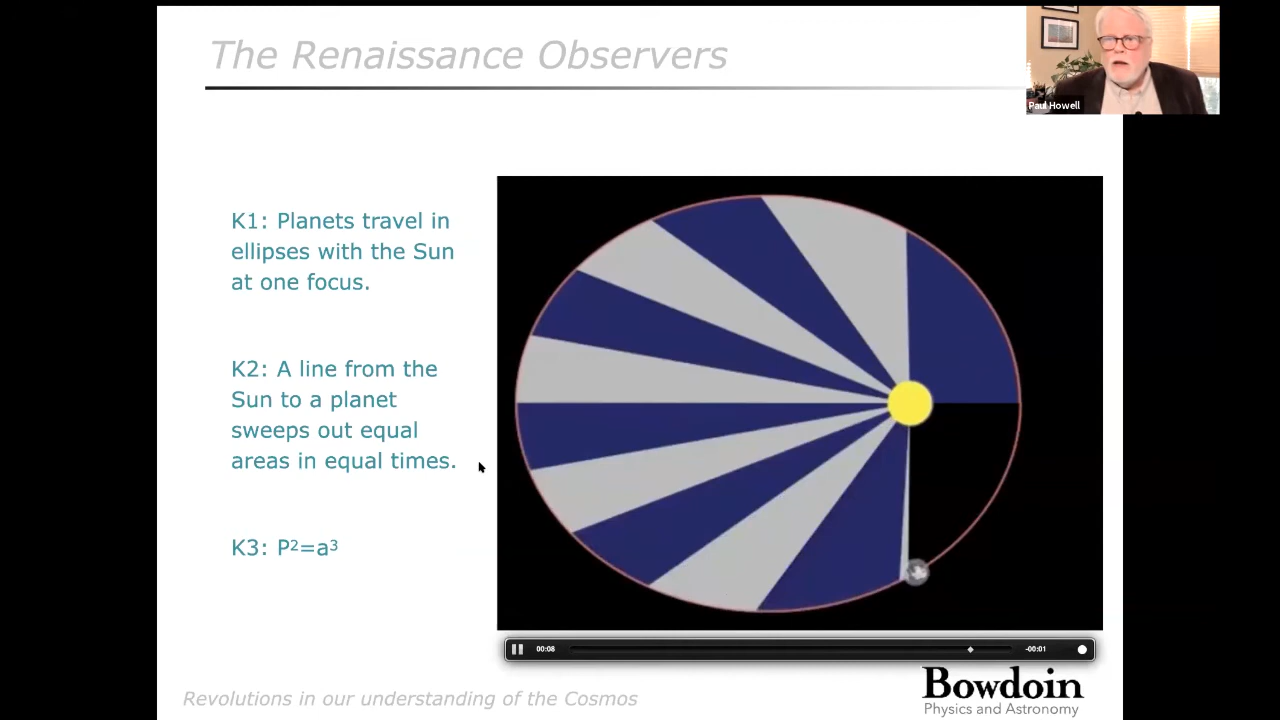 The Renaissance Observers
Paul Howell
K1: Planets travel in
ellipses with the Sun
at one focus.
K2: A line from the
Sun to a planet
sweeps out equal
areas in equal times.
K3: P²=a³
00:08
-00:01
Revolutions in our understanding of the Cosmos
Bowdoin
Physics and Astronomy